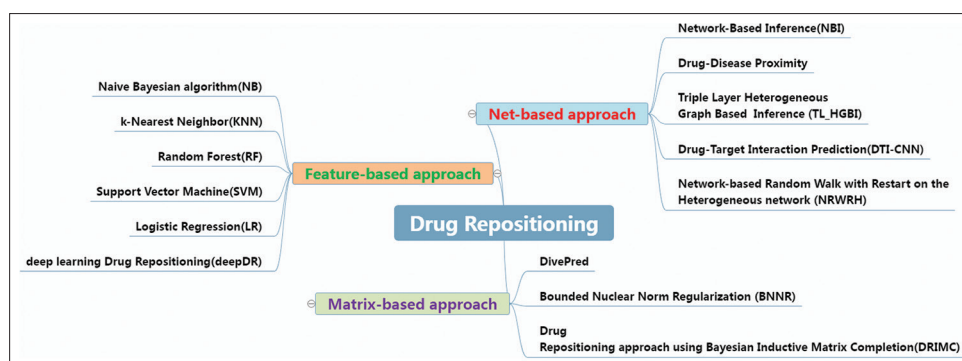 Drug Repositioning
Feature-based approach
Naive Bayesian algorithm(NB)
k-Nearest Neighbor(KNN)
Random Forest(RF)
Support Vector Machine(SVM)
Logistic Regression(LR)
deep learning Drug Repositioning(deepDR)
Net-based approach
Network-Based Inference(NBI)
Drug-Disease Proximity
Triple Layer Heterogeneous
Graph Based Inference (TL_HGBI)
Drug-Target Interaction Prediction(DTI-CNN)
Network-based Random Walk with Restart on the
Heterogeneous network (NRWRH)
Matrix-based approach
DivePred
Bounded Nuclear Norm Regularization (BNNR)
Drug
Repositioning approach using Bayesian Inductive Matrix Completion(DRIMC)